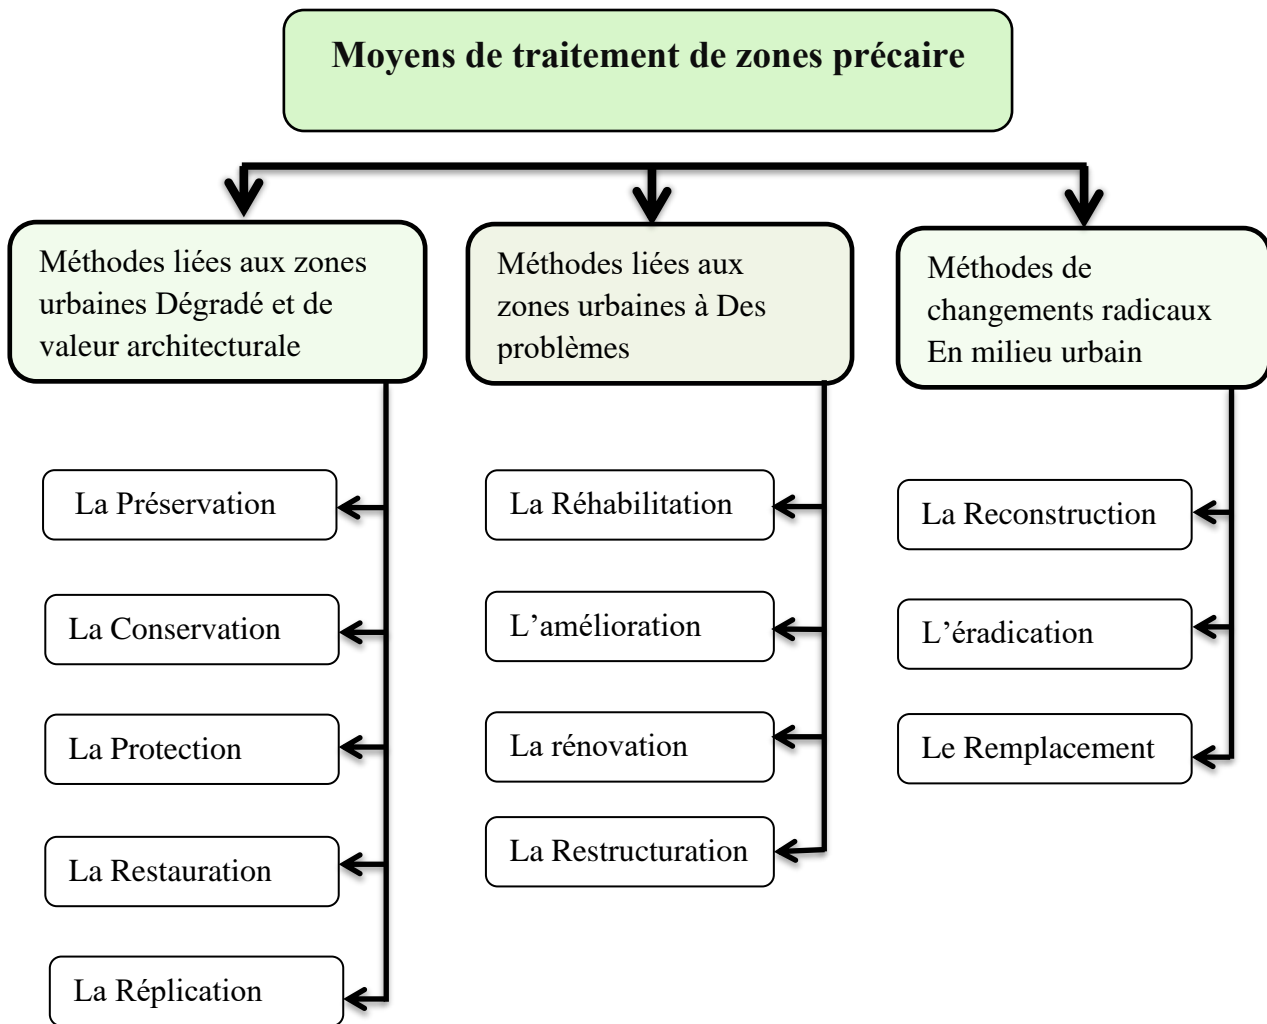 Moyens de traitement de zones précaire
Méthodes liées aux zones
urbaines Dégradé et de
valeur architecturale
La Préservation
La Conservation
La Protection
La Restauration
La Réplication
Méthodes liées aux
zones urbaines à Des
problèmes
La Réhabilitation
L’amélioration
La rénovation
La Restructuration
Méthodes de
changements radicaux
En milieu urbain
La Reconstruction
L’éradication
Le Remplacement